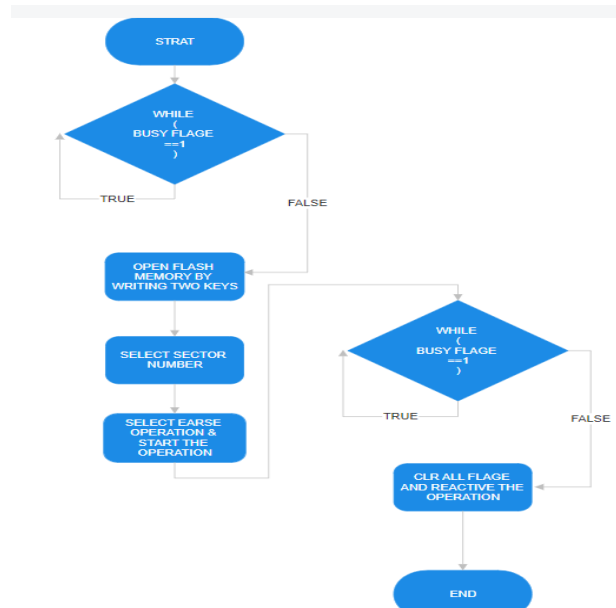 STRAT
WHILE
(
BUSY FLAGE
==1
)
TRUE
FALSE
OPEN FLASH
MEMORY BY
WRITING TWO KEYS
SELECT SECTOR
NUMBER
SELECT EARSE
OPERATION &
START THE
OPERATION
WHILE
(
BUSY FLAGE
==1
)
TRUE
FALSE
CLR ALL FLAGE
AND REACTIVE THE
OPERATION
END